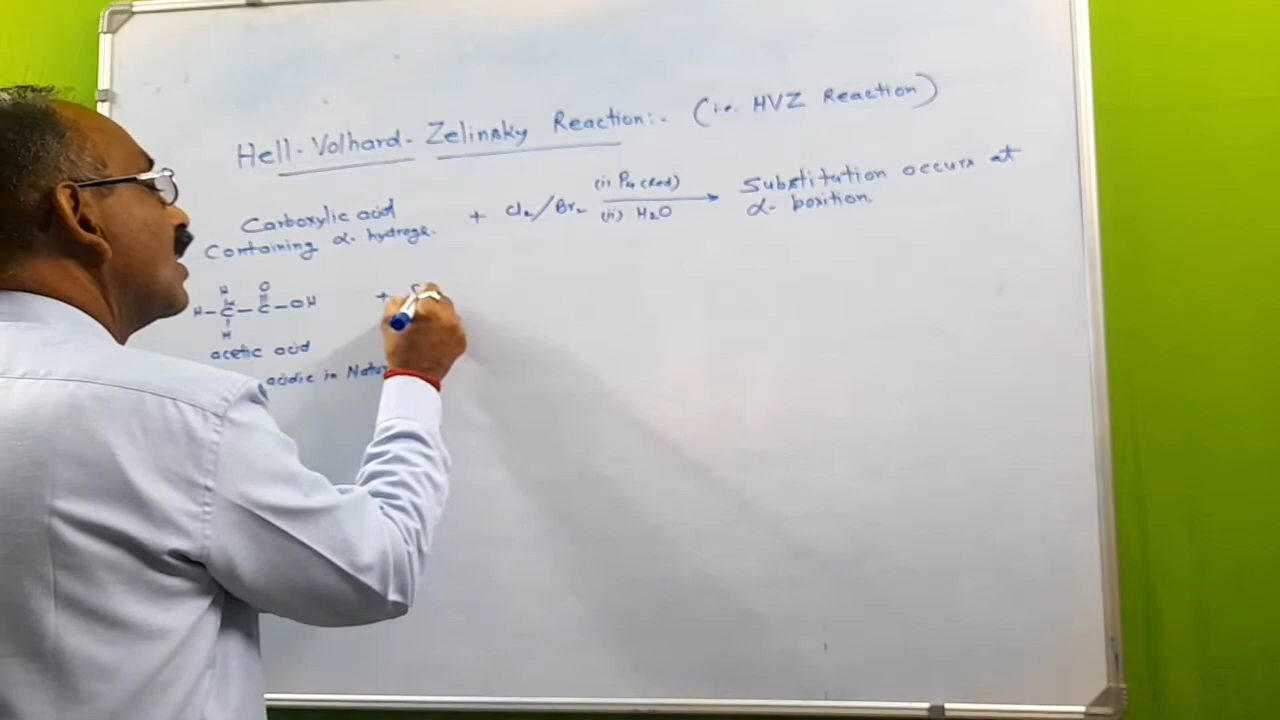 Hell-Volhard-Zelinsky Reaction:- (i.e. HVZ Reaction)
Carboxylic acid containing α-hydroge. + Cl₂/Br₂ (i) P₄ (Red) (ii) H₂O → Substitution occurs at α-position.
H
O
H-C-C-OH +
H
acetic acid
acidic in Natur